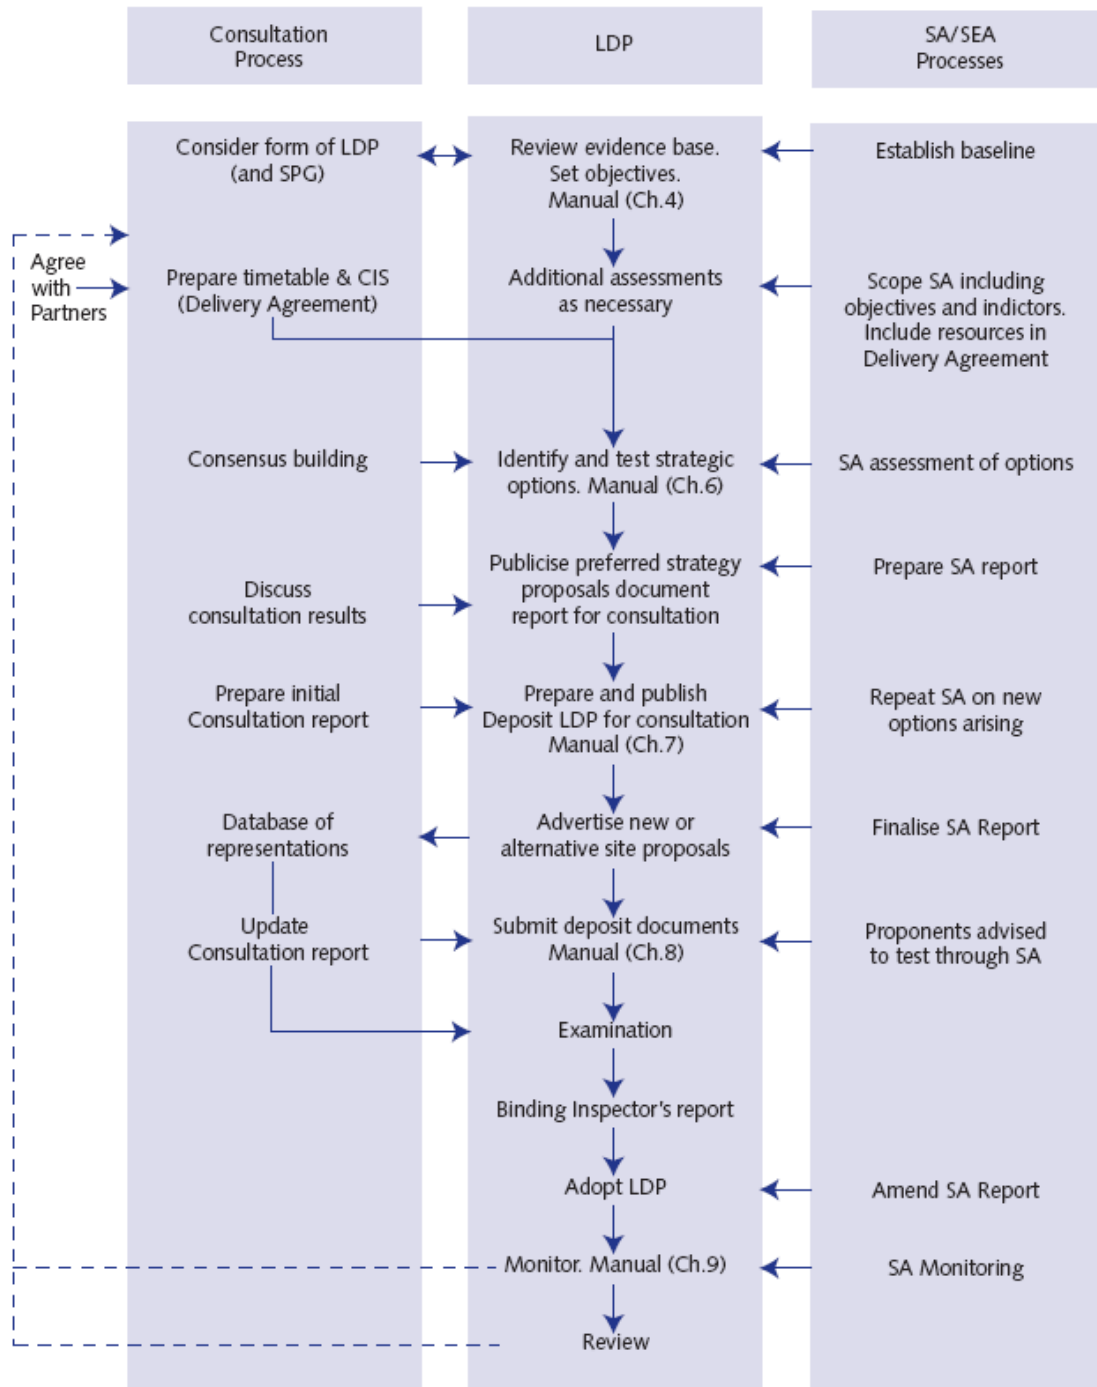 Consultation
Process
LDP
SA/SEA
Processes
Consider form of LDP
(and SPG)
Review evidence base.
Set objectives.
Manual (Ch.4)
Establish baseline
Agree
with
Partners
Prepare timetable & CIS
(Delivery Agreement)
Additional assessments
as necessary
Scope SA including
objectives and indictors.
Include resources in
Delivery Agreement
Consensus building
Identify and test strategic
options. Manual (Ch.6)
SA assessment of options
Discuss
consultation results
Publicise preferred strategy
proposals document
report for consultation
Prepare SA report
Prepare initial
Consultation report
Prepare and publish
Deposit LDP for consultation
Manual (Ch.7)
Repeat SA on new
options arising
Database of
representations
Advertise new or
alternative site proposals
Finalise SA Report
Update
Consultation report
Submit deposit documents
Manual (Ch.8)
Proponents advised
to test through SA
Examination
Binding Inspector's report
Adopt LDP
Amend SA Report
Monitor. Manual (Ch.9)
SA Monitoring
Review